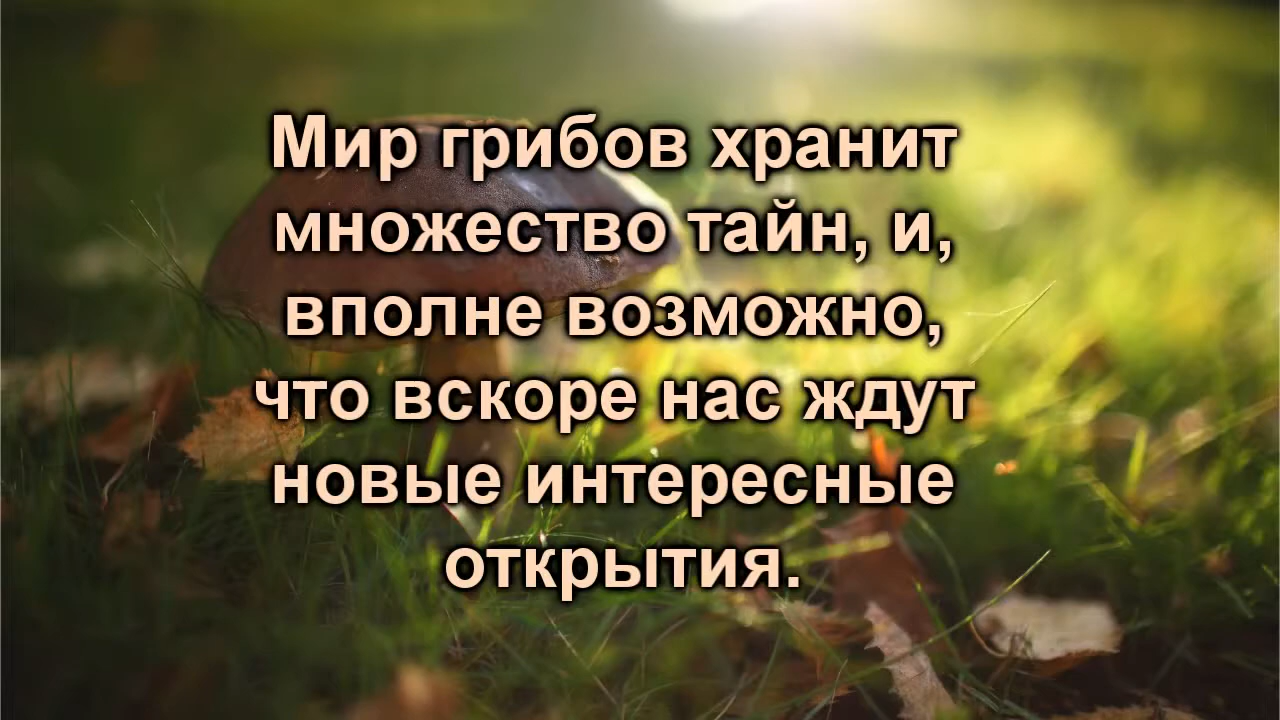 Мир грибов хранит
множество тайн, и,
вполне возможно,
что вскоре нас ждут
новые интересные
открытия.